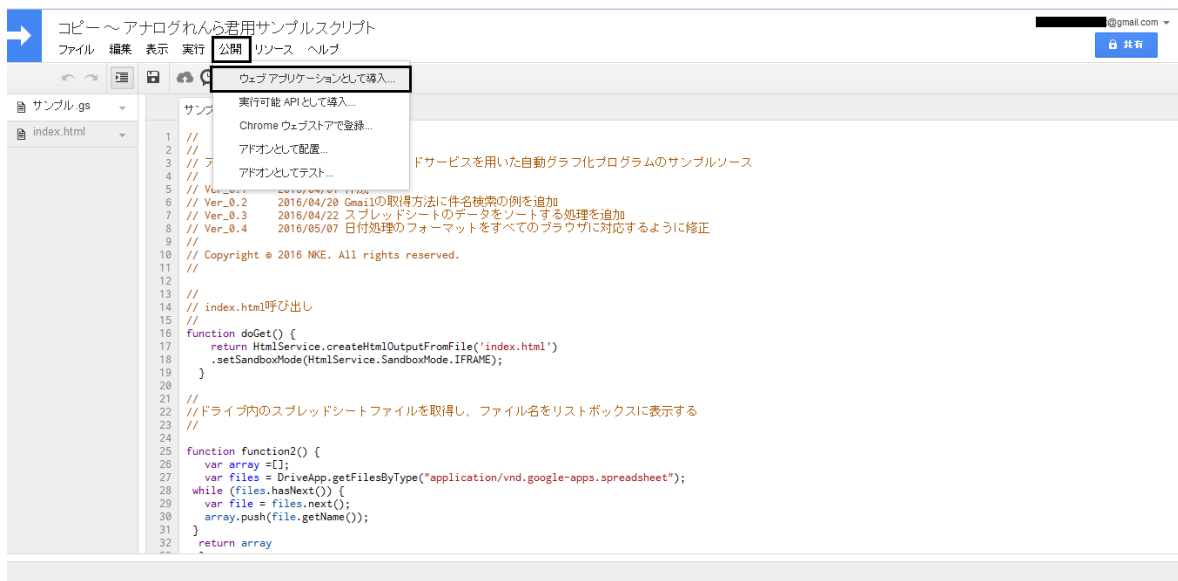 コピー ～ アナログれんら君用サンプルスクリプト
@gmail.com
ファイル 編集 表示 実行 公開 リソース ヘルプ
共有
ウェブ アプリケーションとして導入...
実行可能 API として導入...
Chrome ウェブストアで登録...
アドオンとして配置...
アドオンとしてテスト...
サンプル.gs
index.html
サンプ
1 //
2 //
3 // ア ドサービスを用いた自動グラフ化プログラムのサンプルソース
4 //
5 // Ver_0.1 2016/04/01 作成
6 // Ver_0.2 2016/04/20 Gmailの取得方法に件名検索の例を追加
7 // Ver_0.3 2016/04/22 スプレッドシートのデータをソートする処理を追加
8 // Ver_0.4 2016/05/07 日付処理のフォーマットをすべてのブラウザに対応するように修正
9 //
10 // Copyright © 2016 NKE. All rights reserved.
11 //
12
13 //
14 // index.html呼び出し
15 //
16 function doGet() {
17 return HtmlService.createHtmlOutputFromFile('index.html')
18 .setSandboxMode(HtmlService.SandboxMode.IFRAME);
19 }
20
21 //
22 //ドライブ内のスプレッドシートファイルを取得し、ファイル名をリストボックスに表示する
23 //
24
25 function function2() {
26 var array =[];
27 var files = DriveApp.getFilesByType("application/vnd.google-apps.spreadsheet");
28 while (files.hasNext()) {
29 var file = files.next();
30 array.push(file.getName());
31 }
32 return array